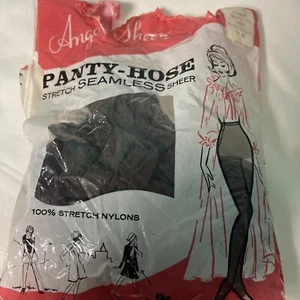 Angel Sheer
PANTY-HOSE
STRETCH SEAMLESS SHEER
100% STRETCH NYLONS